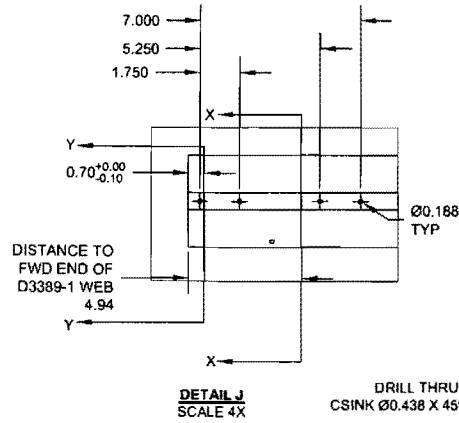 7.000
5.250
1.750
X
Y
0.70 +0.00 -0.10
Ø0.188
TYP
DISTANCE TO
FWD END OF
D3389-1 WEB
4.94
Y
X
DETAIL J
SCALE 4X
DRILL THRU
CSINK Ø0.438 X 45°